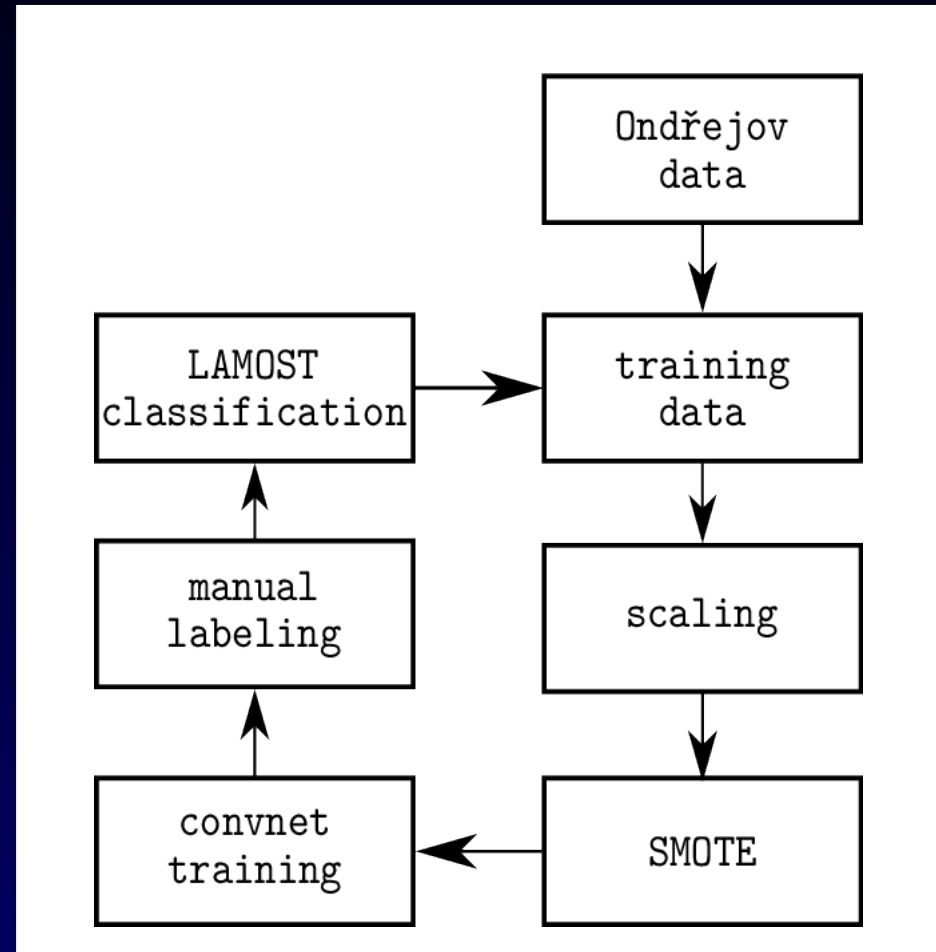 Ondřejov
data
LAMOST
classification
training
data
manual
labeling
scaling
convnet
training
SMOTE